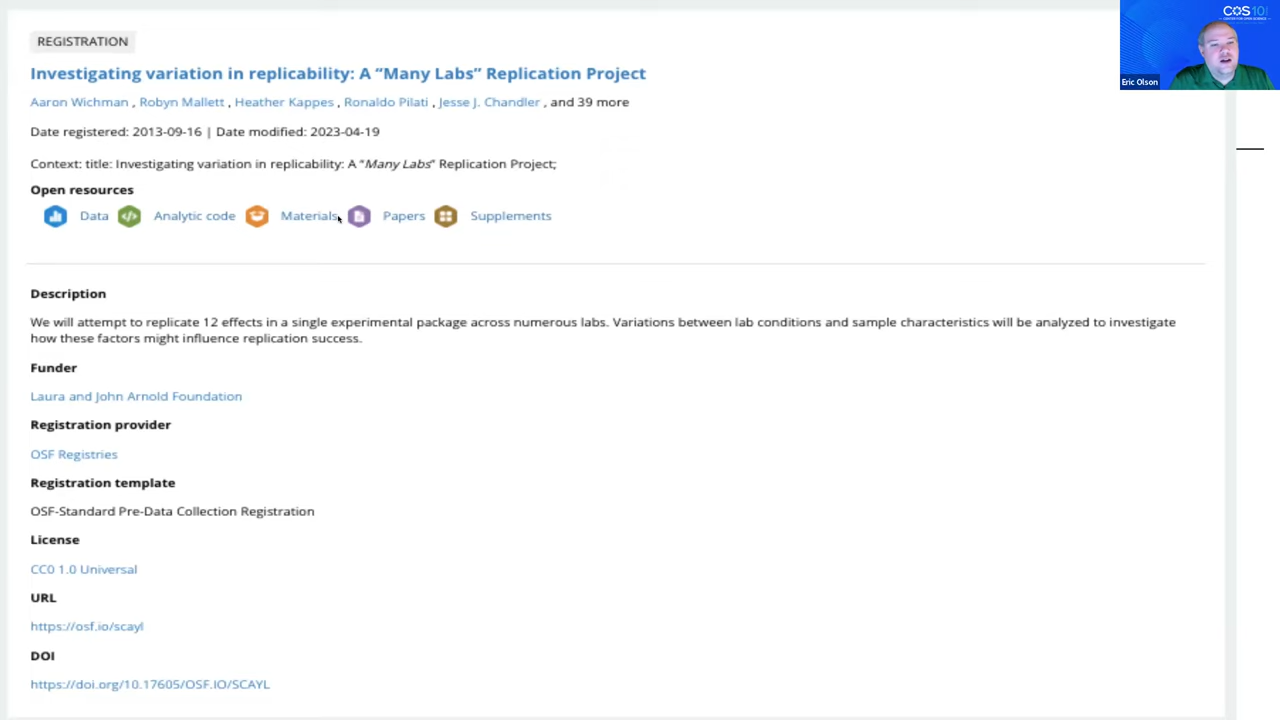 REGISTRATION
Investigating variation in replicability: A “Many Labs” Replication Project
Aaron Wichman , Robyn Mallett , Heather Kappes , Ronaldo Pilati , Jesse J. Chandler , and 39 more
Date registered: 2013-09-16 | Date modified: 2023-04-19
Context: title: Investigating variation in replicability: A “Many Labs” Replication Project;
Open resources
Data Analytic code Materials Papers Supplements
Description
We will attempt to replicate 12 effects in a single experimental package across numerous labs. Variations between lab conditions and sample characteristics will be analyzed to investigate
how these factors might influence replication success.
Funder
Laura and John Arnold Foundation
Registration provider
OSF Registries
Registration template
OSF-Standard Pre-Data Collection Registration
License
CC0 1.0 Universal
URL
https://osf.io/scayl
DOI
https://doi.org/10.17605/OSF.IO/SCAYL
COS 10
CENTER FOR OPEN SCIENCE
Eric Olson